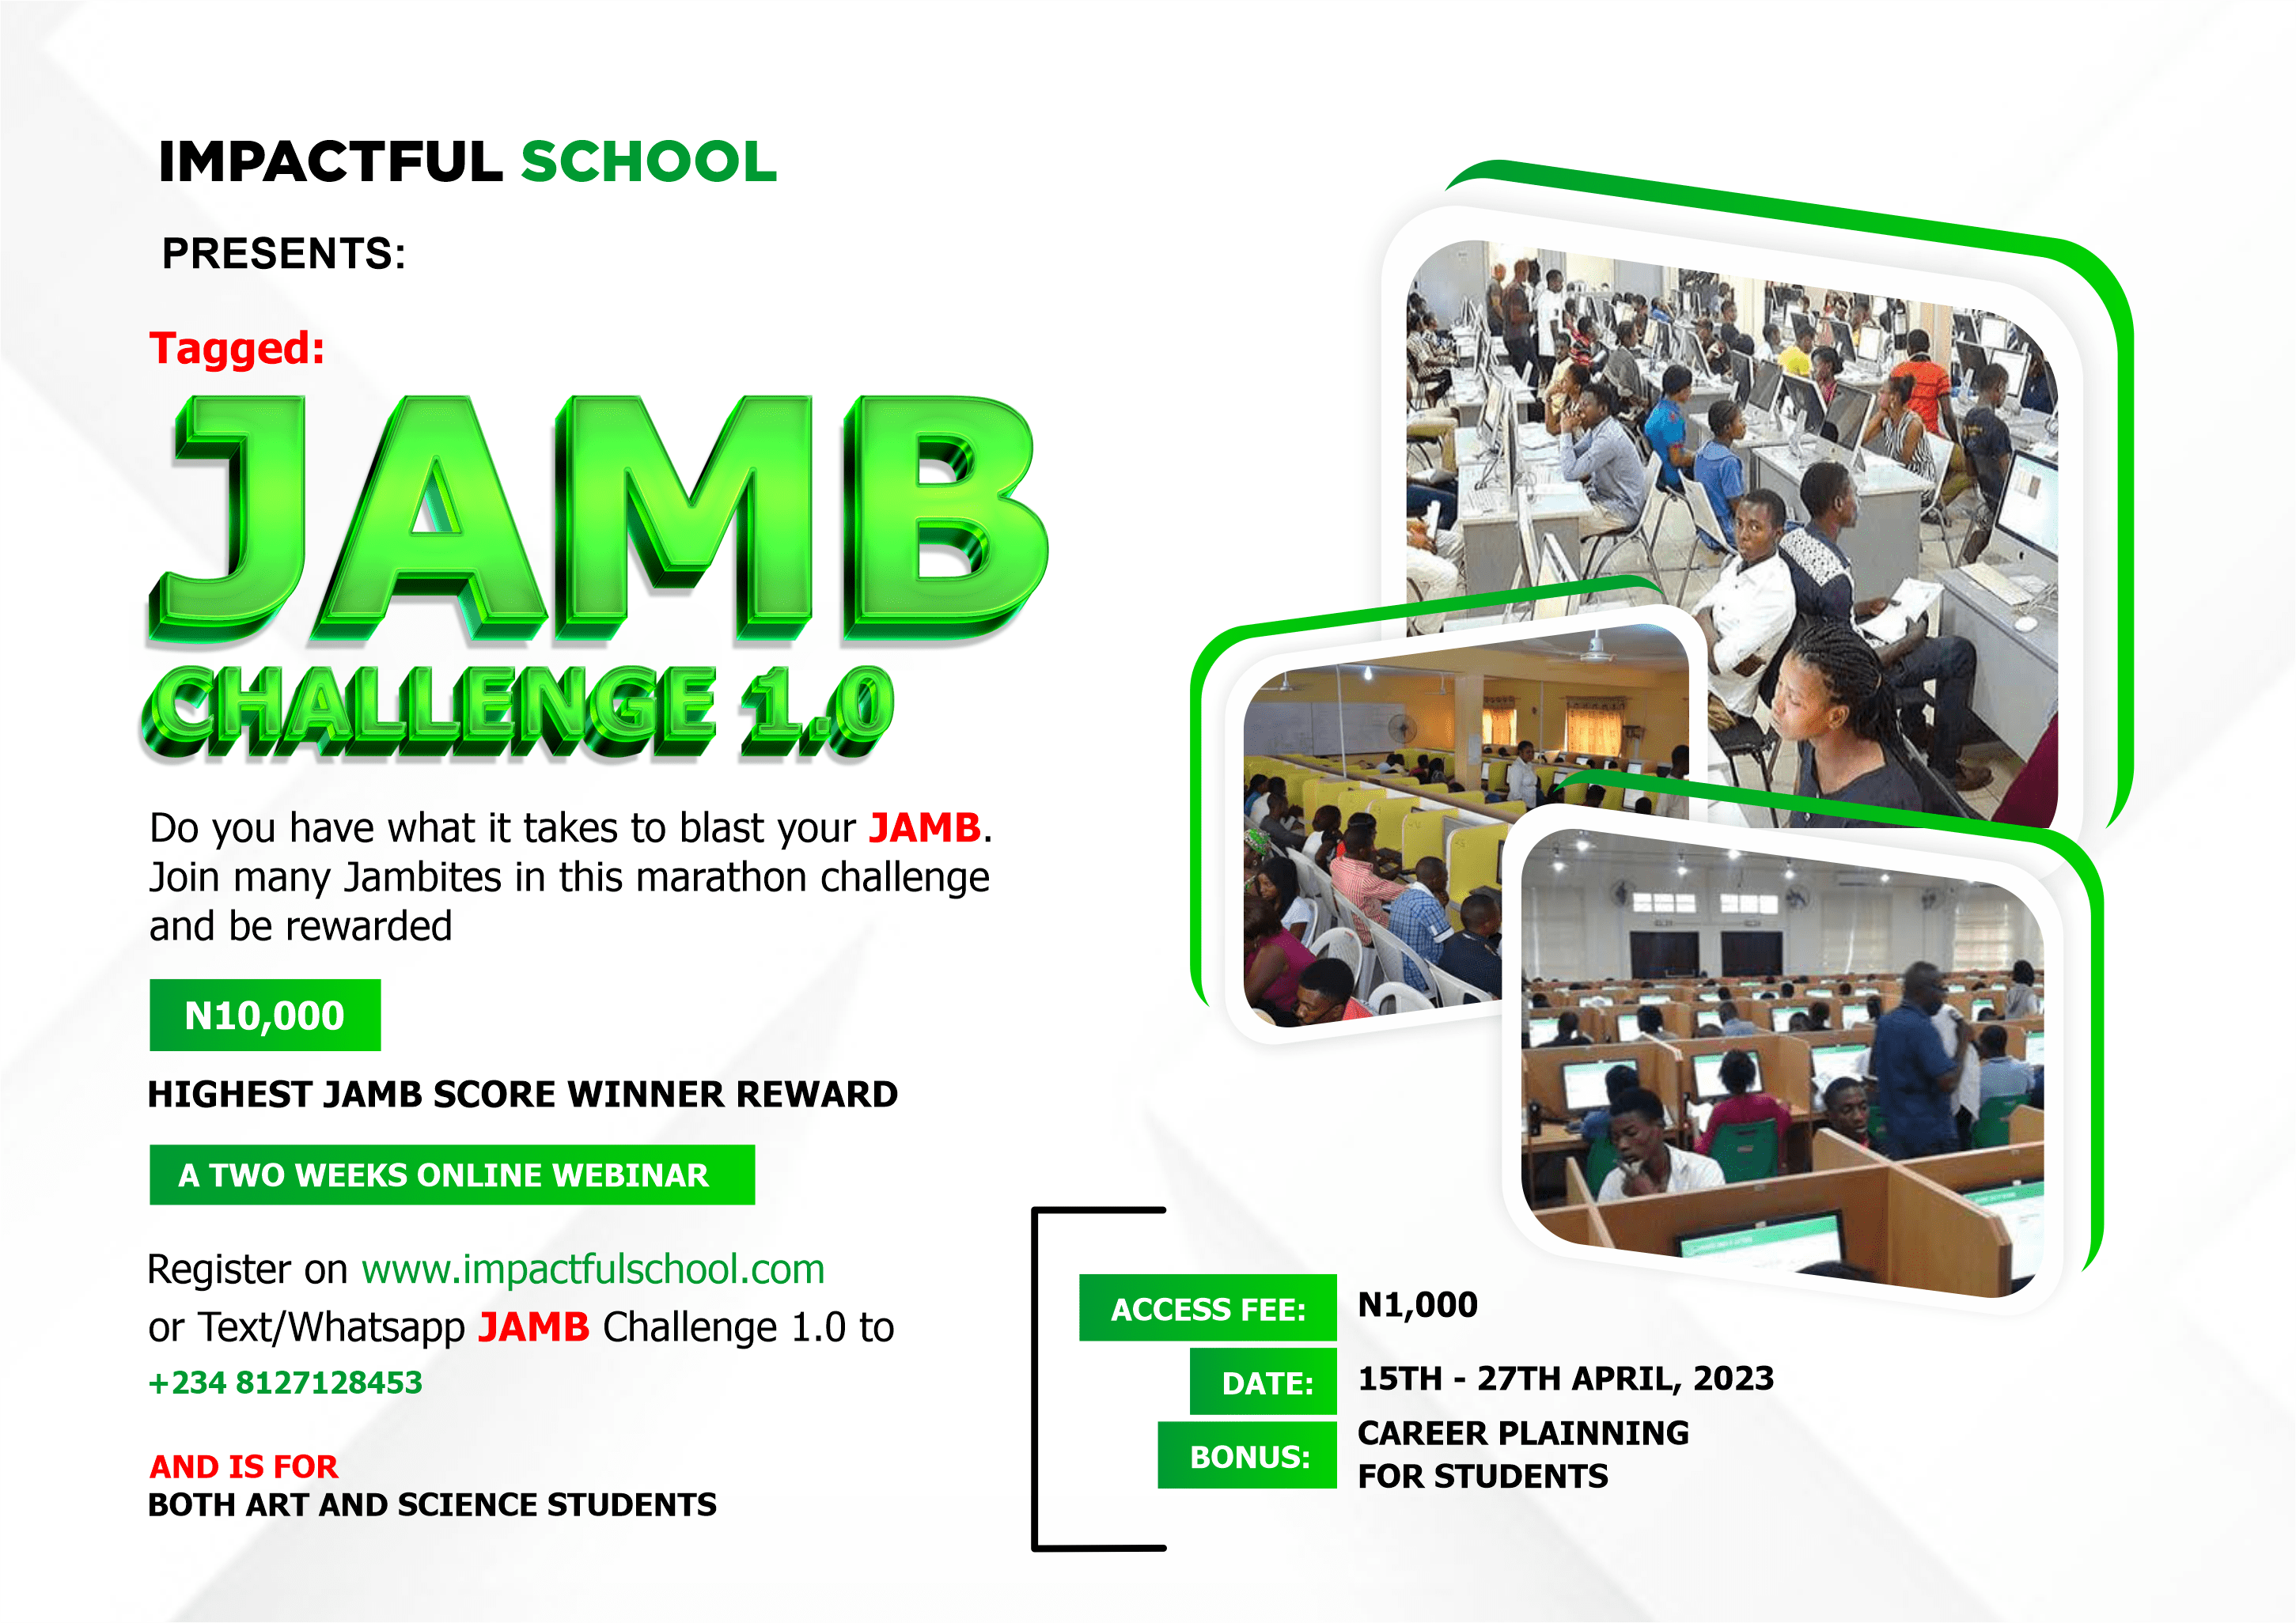 IMPACTFUL SCHOOL
PRESENTS:
Tagged:
JAMB
CHALLENGE 1.0
Do you have what it takes to blast your JAMB.
Join many Jambites in this marathon challenge
and be rewarded
N10,000
HIGHEST JAMB SCORE WINNER REWARD
A TWO WEEKS ONLINE WEBINAR
Register on www.impactfulschool.com
or Text/Whatsapp JAMB Challenge 1.0 to
+234 8127128453
AND IS FOR
BOTH ART AND SCIENCE STUDENTS
ACCESS FEE: N1,000
DATE: 15TH - 27TH APRIL, 2023
BONUS: CAREER PLAINNING
FOR STUDENTS